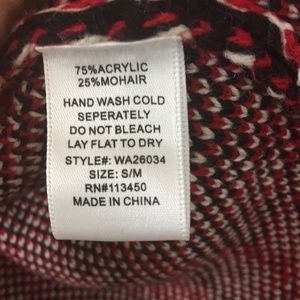 75%ACRYLIC
25%MOHAIR
HAND WASH COLD
SEPERATELY
DO NOT BLEACH
LAY FLAT TO DRY
STYLE#: WA26034
SIZE: S/M
RN#113450
MADE IN CHINA